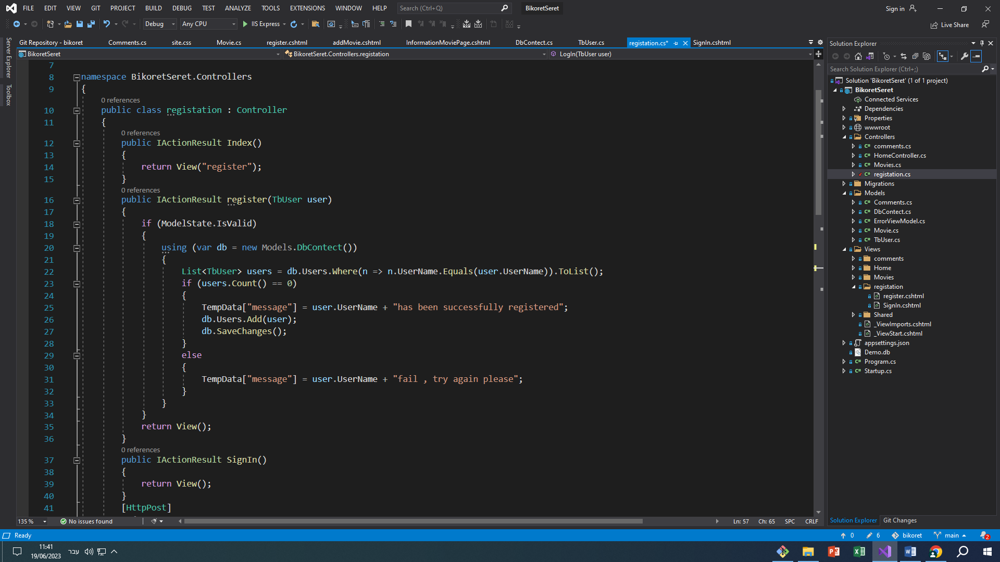 FILE EDIT VIEW GIT PROJECT BUILD DEBUG TEST ANALYZE TOOLS EXTENSIONS WINDOW HELP Search (Ctrl+Q) BikoretSeret Sign in
Debug Any CPU IIS Express Live Share
Git Repository - bikoret Comments.cs site.css Movie.cs register.cshtml addMovie.cshtml InformationMoviePage.cshtml DbContect.cs TbUser.cs registation.cs* SignIn.cshtml
BikoretSeret BikoretSeret.Controllers.registation LogIn(TbUser user)
Server Explorer
Toolbox
7
8 namespace BikoretSeret.Controllers
9 {
0 references
10 public class registation : Controller
11 {
0 references
12 public IActionResult Index()
13 {
14 return View("register");
15 }
0 references
16 public IActionResult register(TbUser user)
17 {
18 if (ModelState.IsValid)
19 {
20 using (var db = new Models.DbContect())
21 {
22 List<TbUser> users = db.Users.Where(n => n.UserName.Equals(user.UserName)).ToList();
23 if (users.Count() == 0)
24 {
25 TempData["message"] = user.UserName + "has been successfully registered";
26 db.Users.Add(user);
27 db.SaveChanges();
28 }
29 else
30 {
31 TempData["message"] = user.UserName + "fail , try again please";
32 }
33 }
34 }
35 return View();
36 }
0 references
37 public IActionResult SignIn()
38 {
39 return View();
40 }
41 [HttpPost]
135 % No issues found Ln: 57 Ch: 65 SPC CRLF
Solution Explorer
Search Solution Explorer (Ctrl+;)
Solution 'BikoretSeret' (1 of 1 project)
BikoretSeret
Connected Services
Dependencies
Properties
wwwroot
Controllers
C# comments.cs
C# HomeController.cs
C# Movies.cs
C# registation.cs
Migrations
Models
C# Comments.cs
C# DbContect.cs
C# ErrorViewModel.cs
C# Movie.cs
C# TbUser.cs
Views
comments
Home
Movies
registation
register.cshtml
SignIn.cshtml
Shared
_ViewImports.cshtml
_ViewStart.cshtml
appsettings.json
Demo.db
C# Program.cs
C# Startup.cs
Solution Explorer Git Changes
Ready 0 6 bikoret main 2
11:41
19/06/2023
עבר